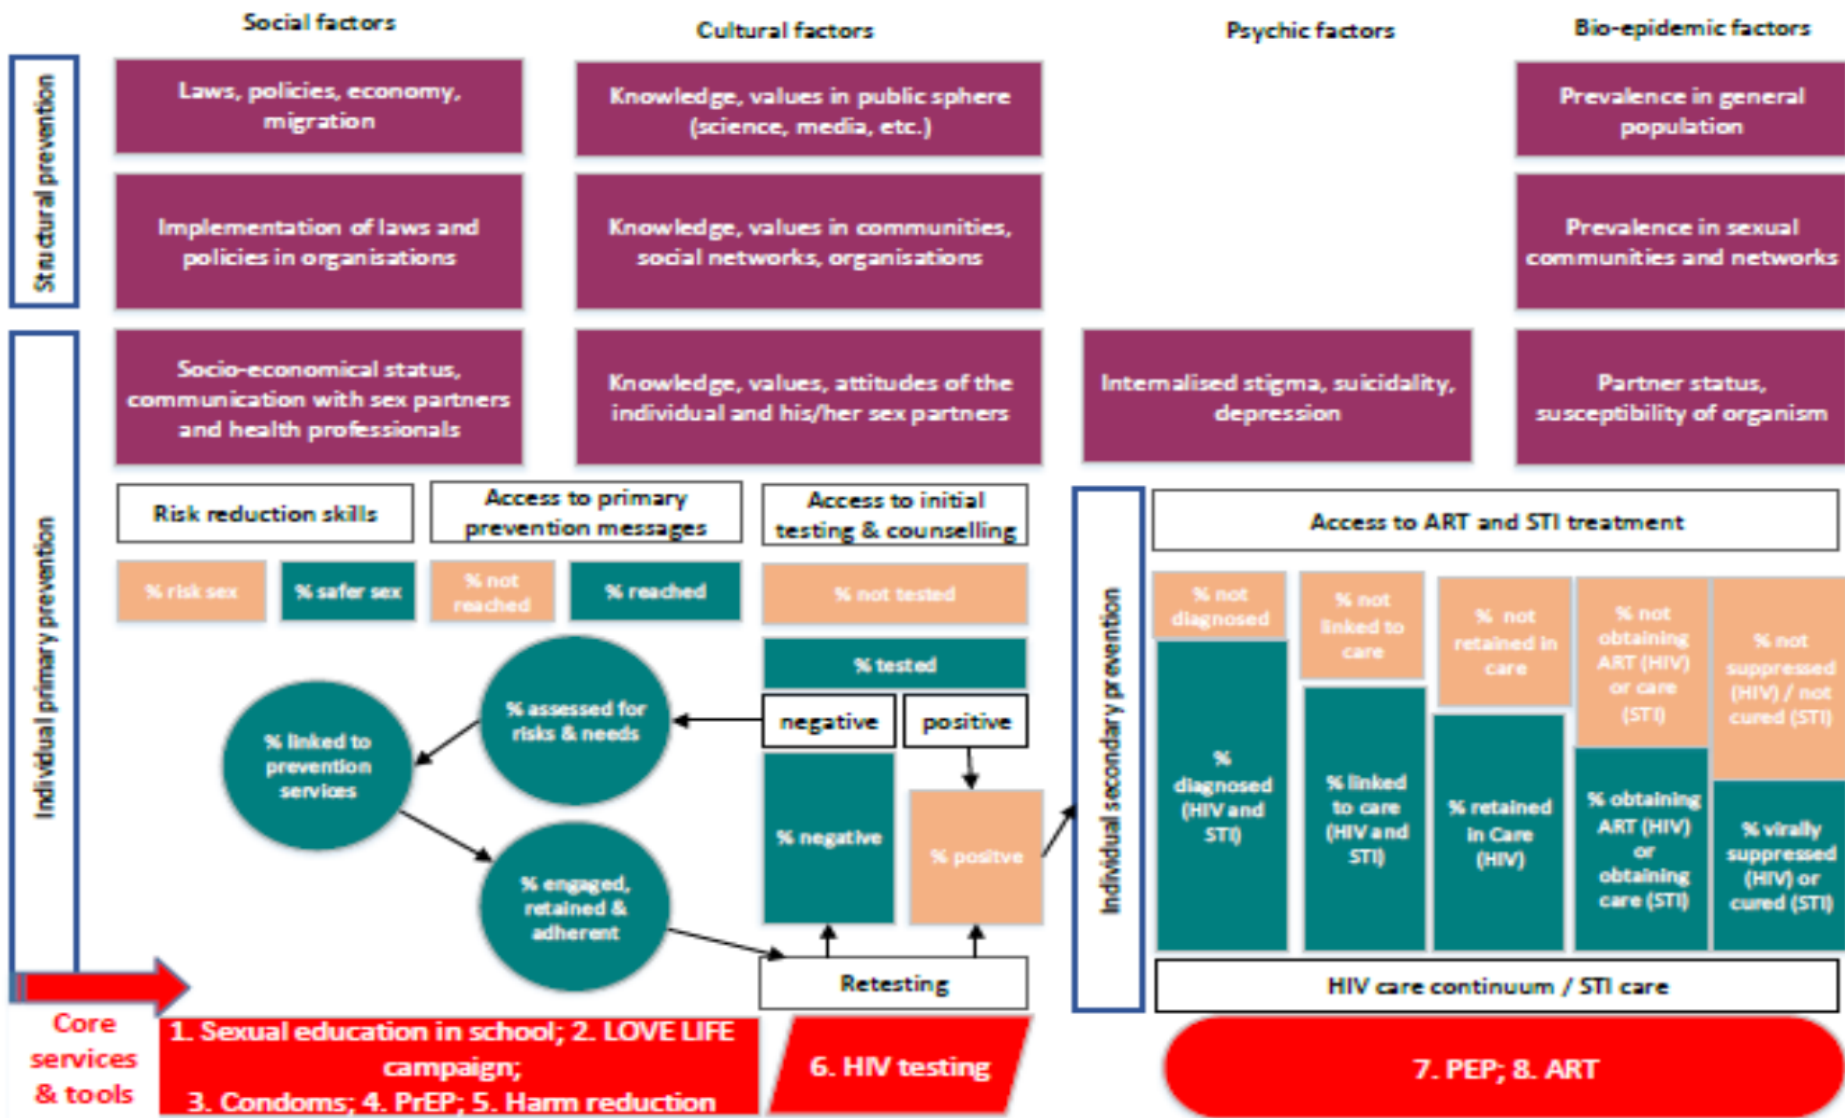 Social factors
Cultural factors
Psychic factors
Bio-epidemic factors
Structural prevention
Laws, policies, economy,
migration
Knowledge, values in public sphere
(science, media, etc.)
Prevalence in general
population
Implementation of laws and
policies in organisations
Knowledge, values in communities,
social networks, organisations
Prevalence in sexual
communities and networks
Individual primary prevention
Socio-economical status,
communication with sex partners
and health professionals
Knowledge, values, attitudes of the
individual and his/her sex partners
Internalised stigma, suicidality,
depression
Partner status,
susceptibility of organism
Risk reduction skills
Access to primary
prevention messages
Access to initial
testing & counselling
% risk sex
% safer sex
% not
reached
% reached
% not tested
% tested
negative
positive
% assessed for
risks & needs
% linked to
prevention
services
% engaged,
retained &
adherent
% negative
% positve
Retesting
Individual secondary prevention
Access to ART and STI treatment
% not
diagnosed
% not
linked to
care
% not
retained in
care
% not
obtaining
ART (HIV)
or care
(STI)
% not
suppressed
(HIV) / not
cured (STI)
%
diagnosed
(HIV and
STI)
% linked
to care
(HIV and
STI)
% retained
in Care
(HIV)
% obtaining
ART (HIV)
or
obtaining
care (STI)
% virally
suppressed
(HIV) or
cured (STI)
HIV care continuum / STI care
Core
services
& tools
1. Sexual education in school; 2. LOVE LIFE
campaign;
3. Condoms; 4. PrEP; 5. Harm reduction
6. HIV testing
7. PEP; 8. ART